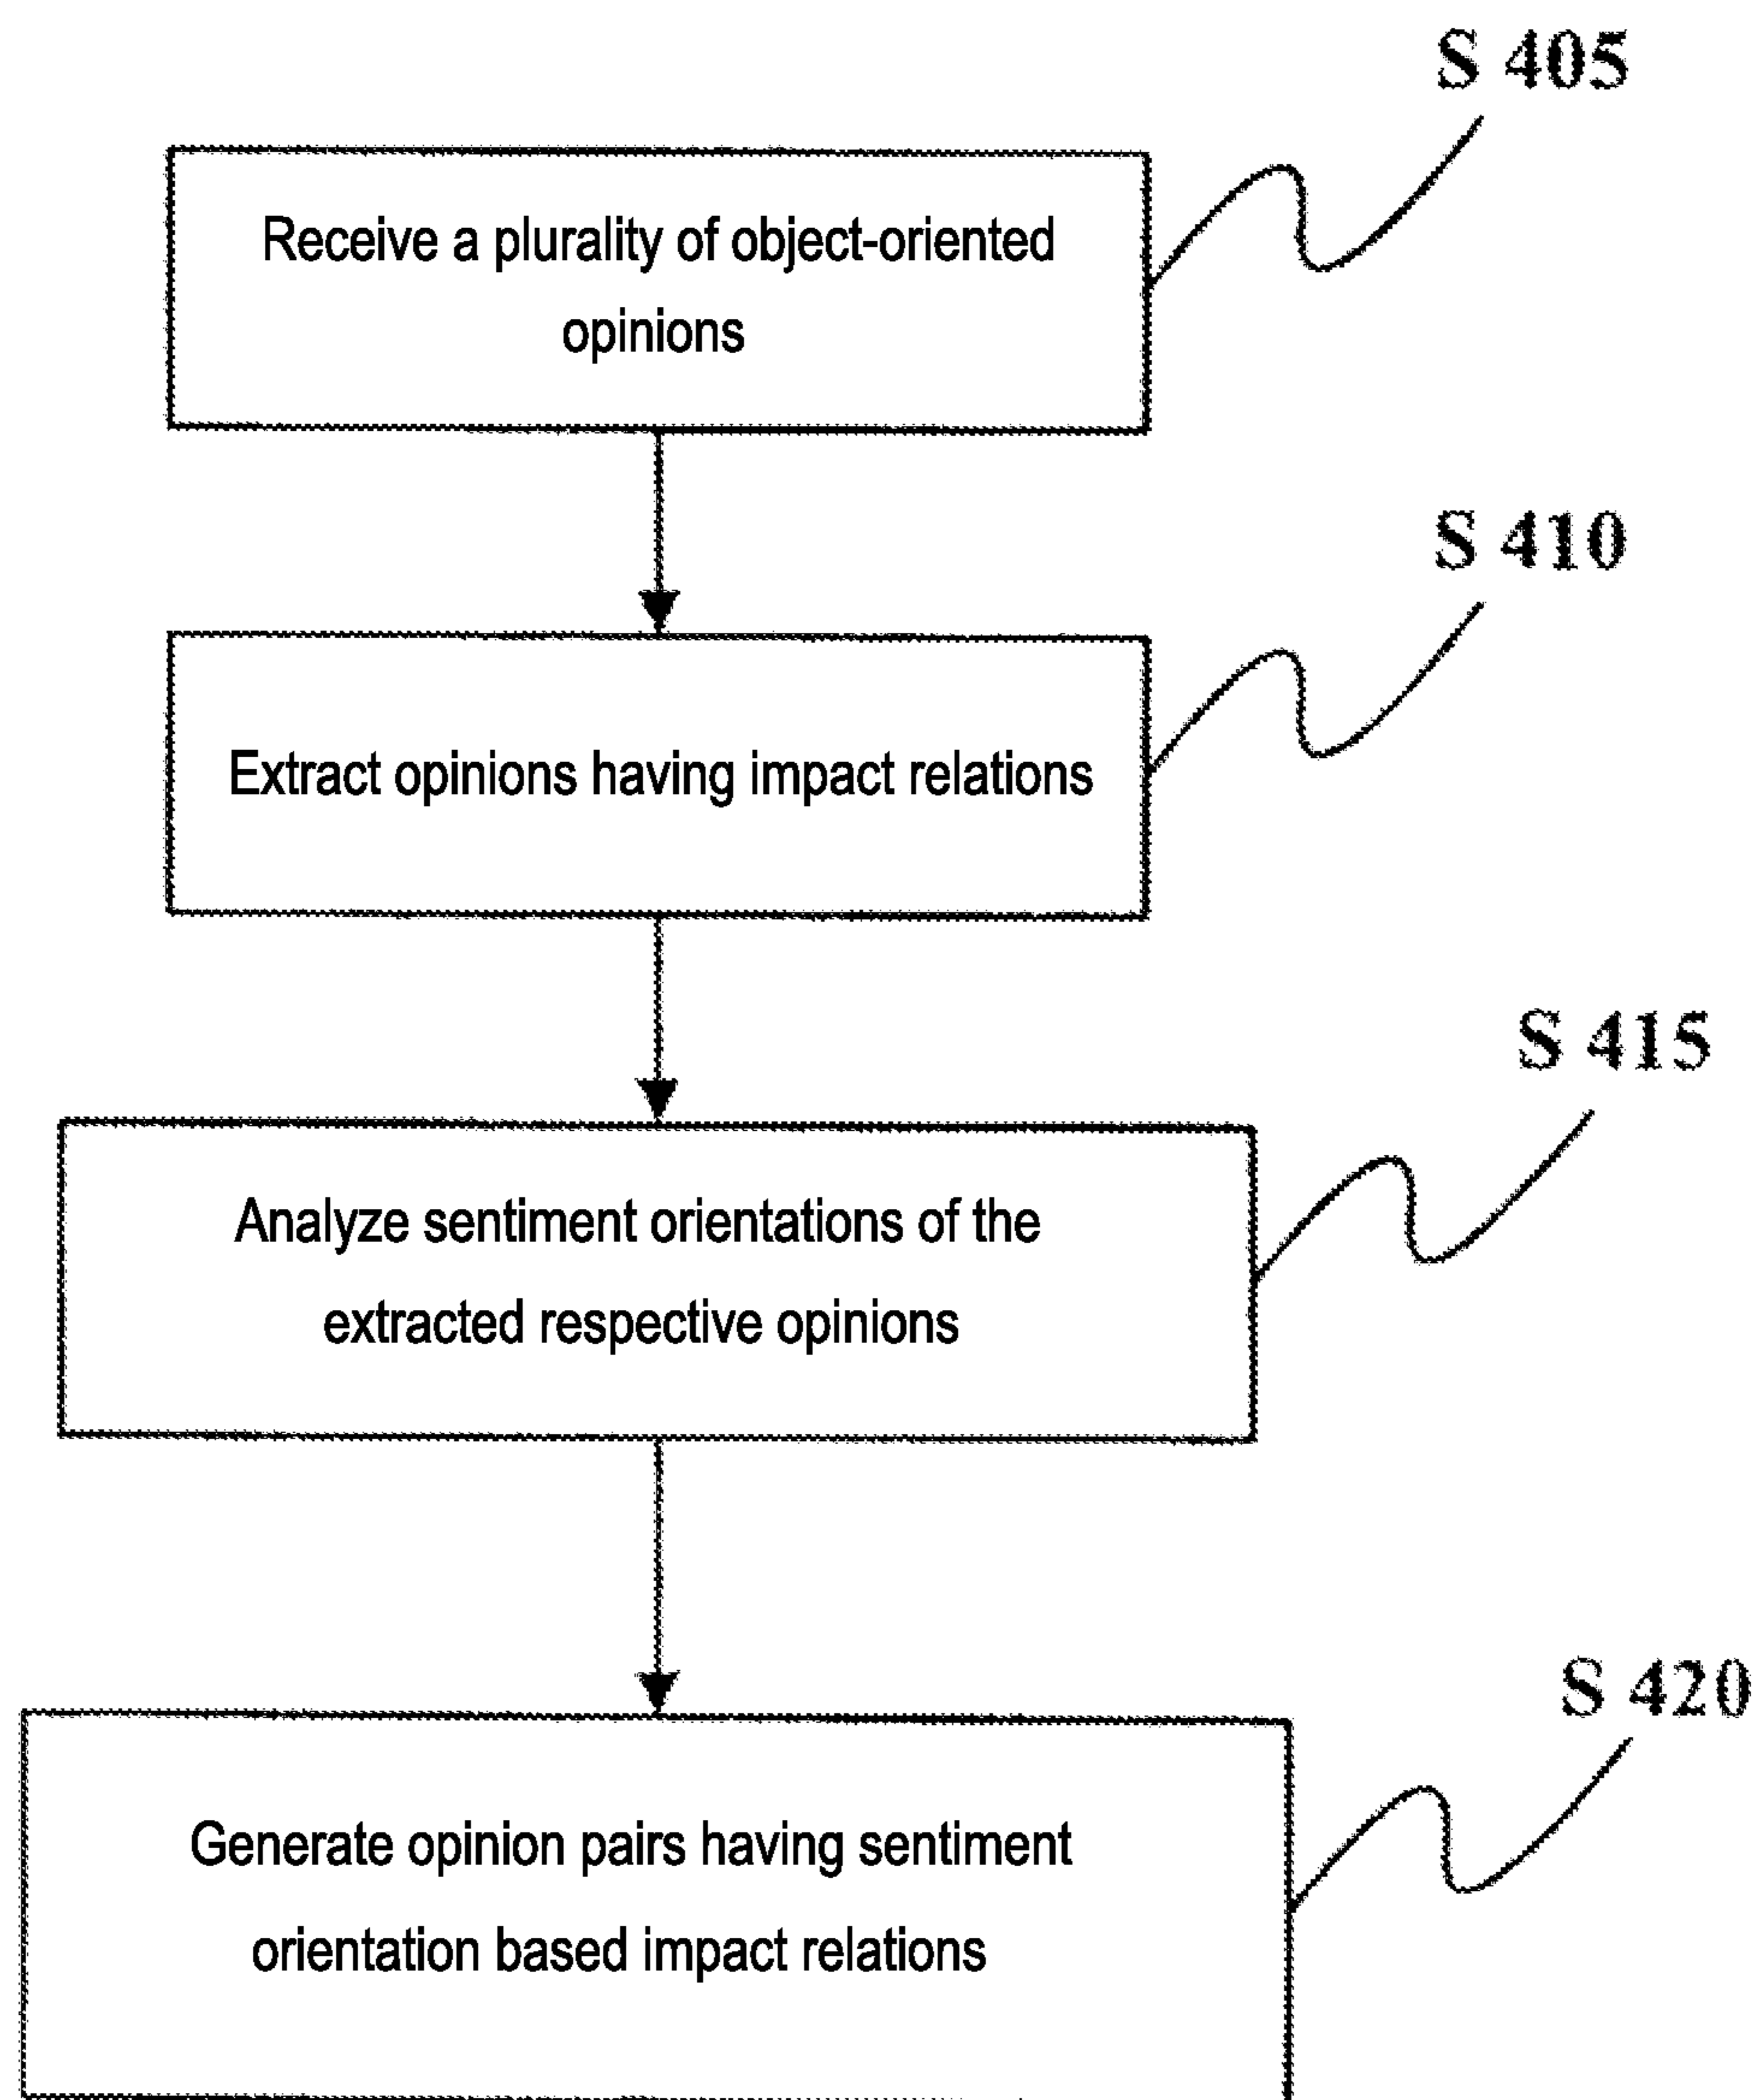 S 405
Receive a plurality of object-oriented
opinions
S 410
Extract opinions having impact relations
S 415
Analyze sentiment orientations of the
extracted respective opinions
S 420
Generate opinion pairs having sentiment
orientation based impact relations